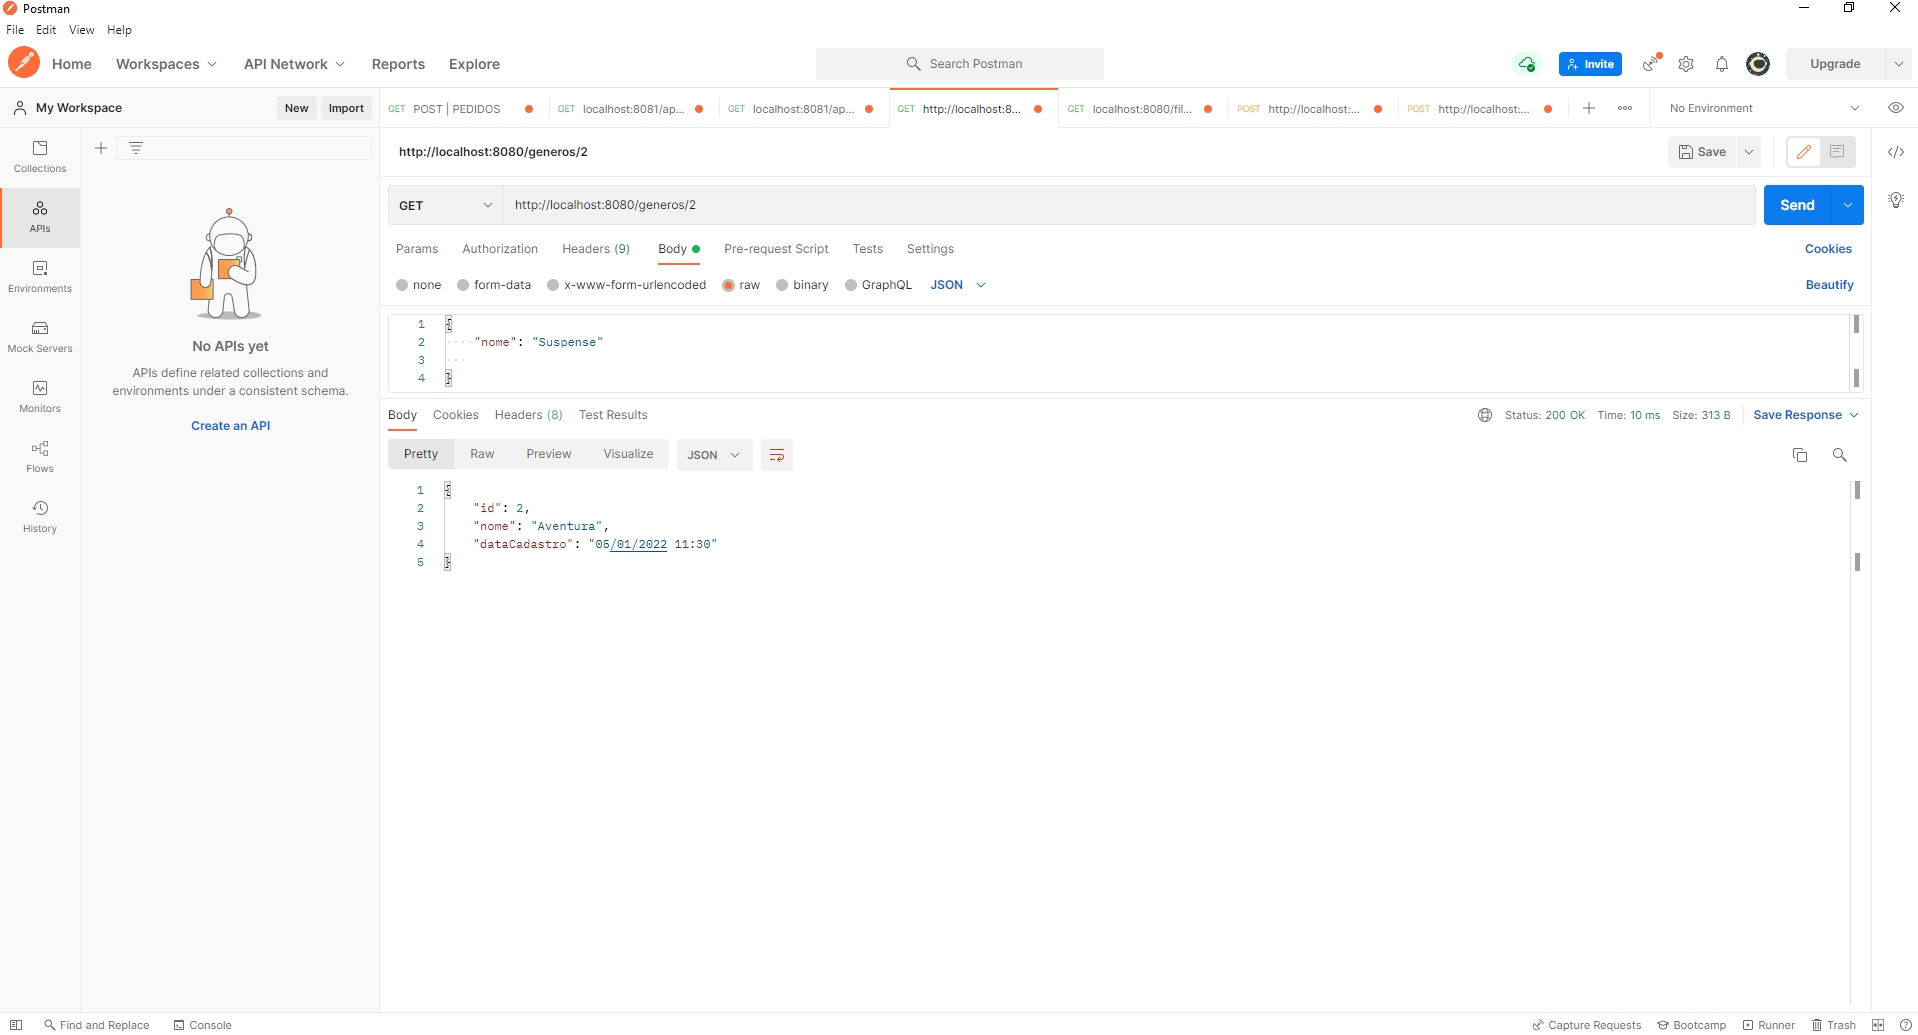 Postman
File Edit View Help
Home Workspaces API Network Reports Explore
Search Postman
Invite
Upgrade
My Workspace
New Import
GET POST | PEDIDOS
GET localhost:8081/ap...
GET localhost:8081/ap...
GET http://localhost:8...
GET localhost:8080/fil...
POST http://localhost:...
POST http://localhost:...
No Environment
Collections
APIs
Environments
Mock Servers
Monitors
Flows
History
No APIs yet
APIs define related collections and
environments under a consistent schema.
Create an API
http://localhost:8080/generos/2
Save
GET http://localhost:8080/generos/2
Send
Params Authorization Headers (9) Body Pre-request Script Tests Settings
Cookies
none form-data x-www-form-urlencoded raw binary GraphQL JSON
Beautify
1 {
2 "nome": "Suspense"
3
4 }
Body Cookies Headers (8) Test Results
Status: 200 OK Time: 10 ms Size: 313 B Save Response
Pretty Raw Preview Visualize JSON
1 {
2 "id": 2,
3 "nome": "Aventura",
4 "dataCadastro": "05/01/2022 11:30"
5 }
Find and Replace Console
Capture Requests Bootcamp Runner Trash